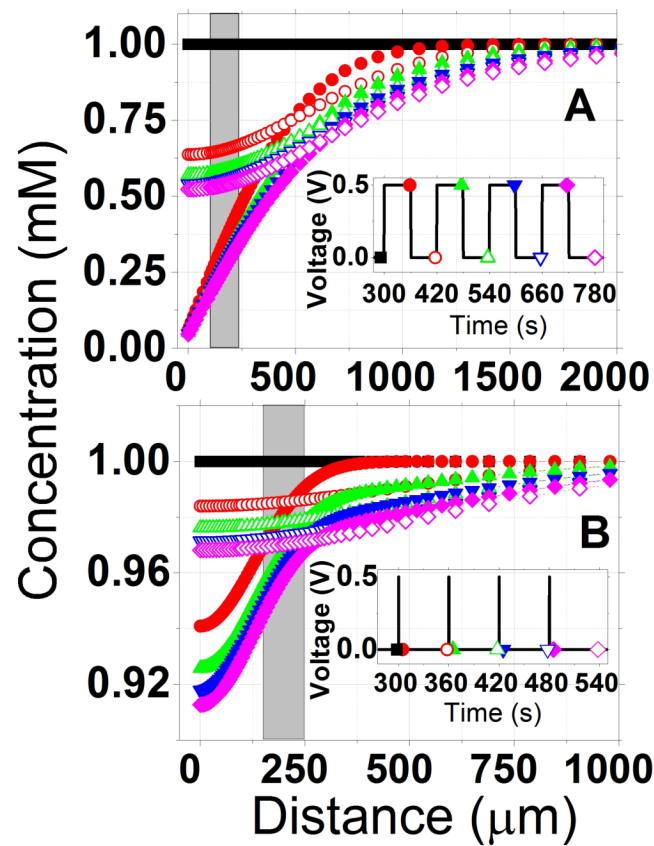 Concentration (mM)
1.00
0.75
0.50
0.25
0.00
A
Voltage (V)
0.5
0.0
300 420 540 660 780
Time (s)
0 500 1000 1500 2000
1.00
0.96
0.92
B
Voltage (V)
0.5
0.0
300 360 420 480 540
Time (s)
0 250 500 750 1000
Distance (μm)